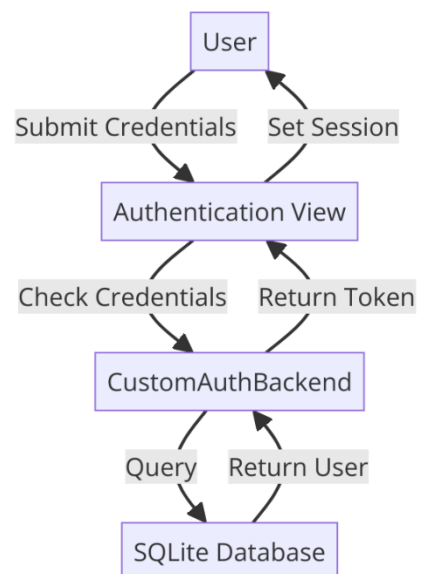 User
Submit Credentials
Set Session
Authentication View
Check Credentials
Return Token
CustomAuthBackend
Query
Return User
SQLite Database